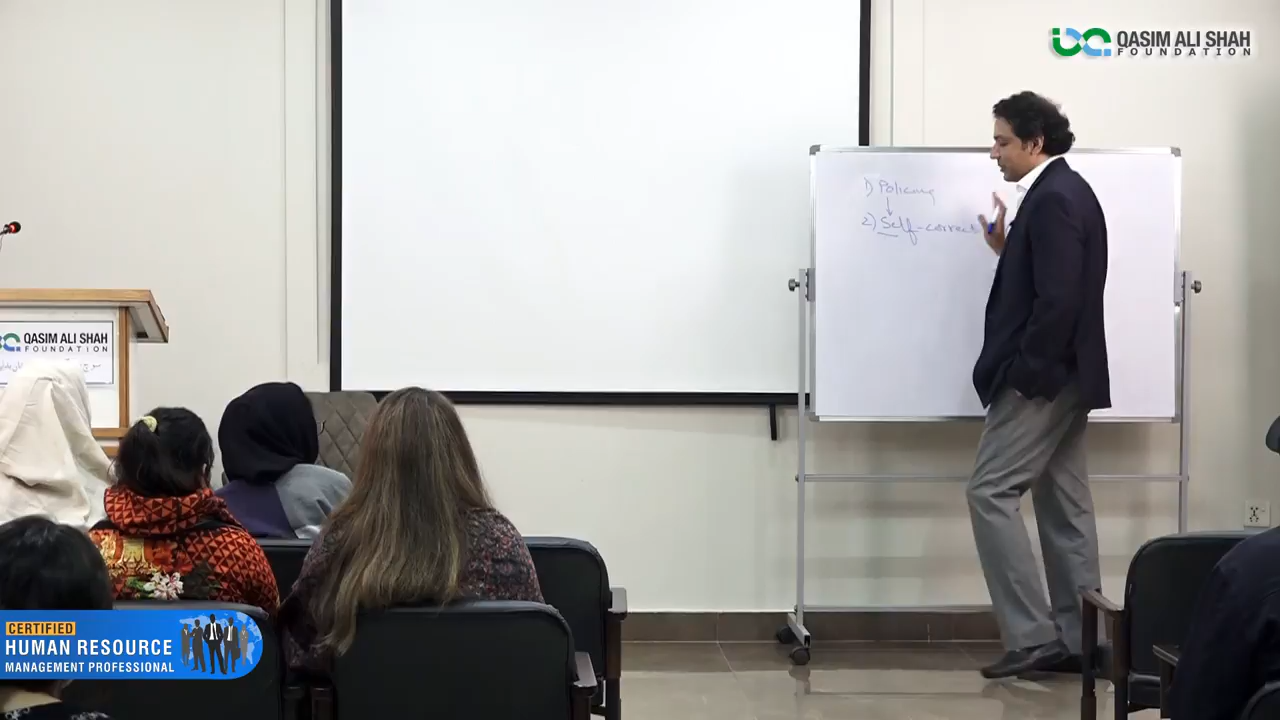 QASIM ALI SHAH
FOUNDATION
1) Policing
2) Self-correct
QASIM ALI SHAH
FOUNDATION
CERTIFIED
HUMAN RESOURCE
MANAGEMENT PROFESSIONAL